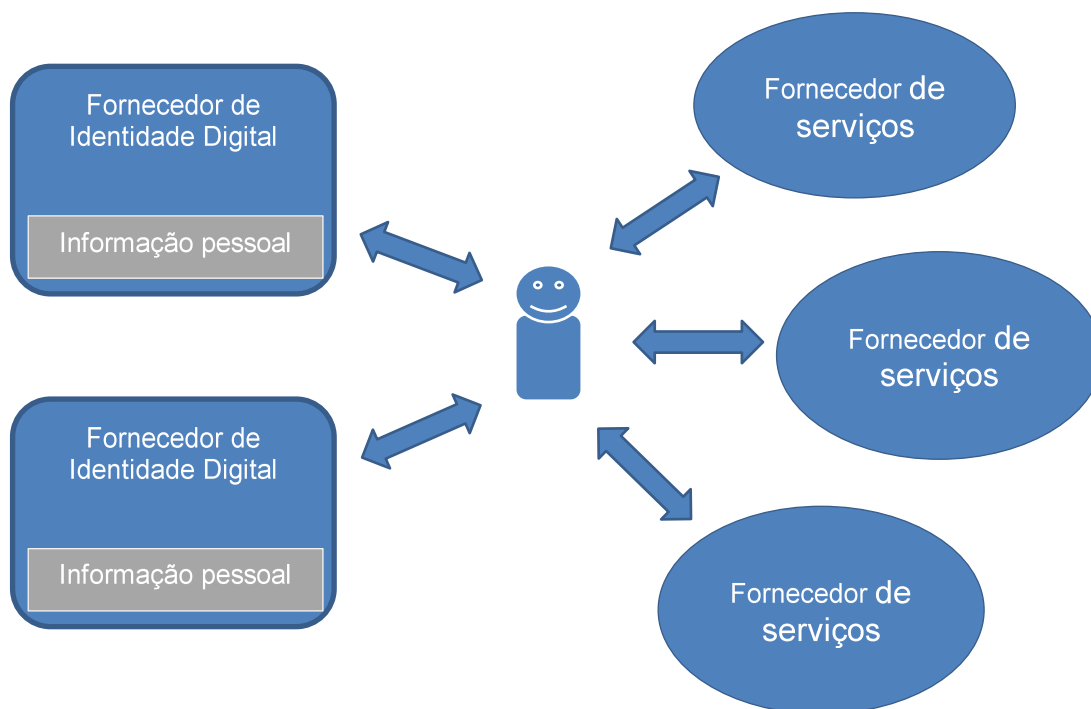 Fornecedor de
Identidade Digital
Informação pessoal
Fornecedor de
Identidade Digital
Informação pessoal
Fornecedor de
serviços
Fornecedor de
serviços
Fornecedor de
serviços